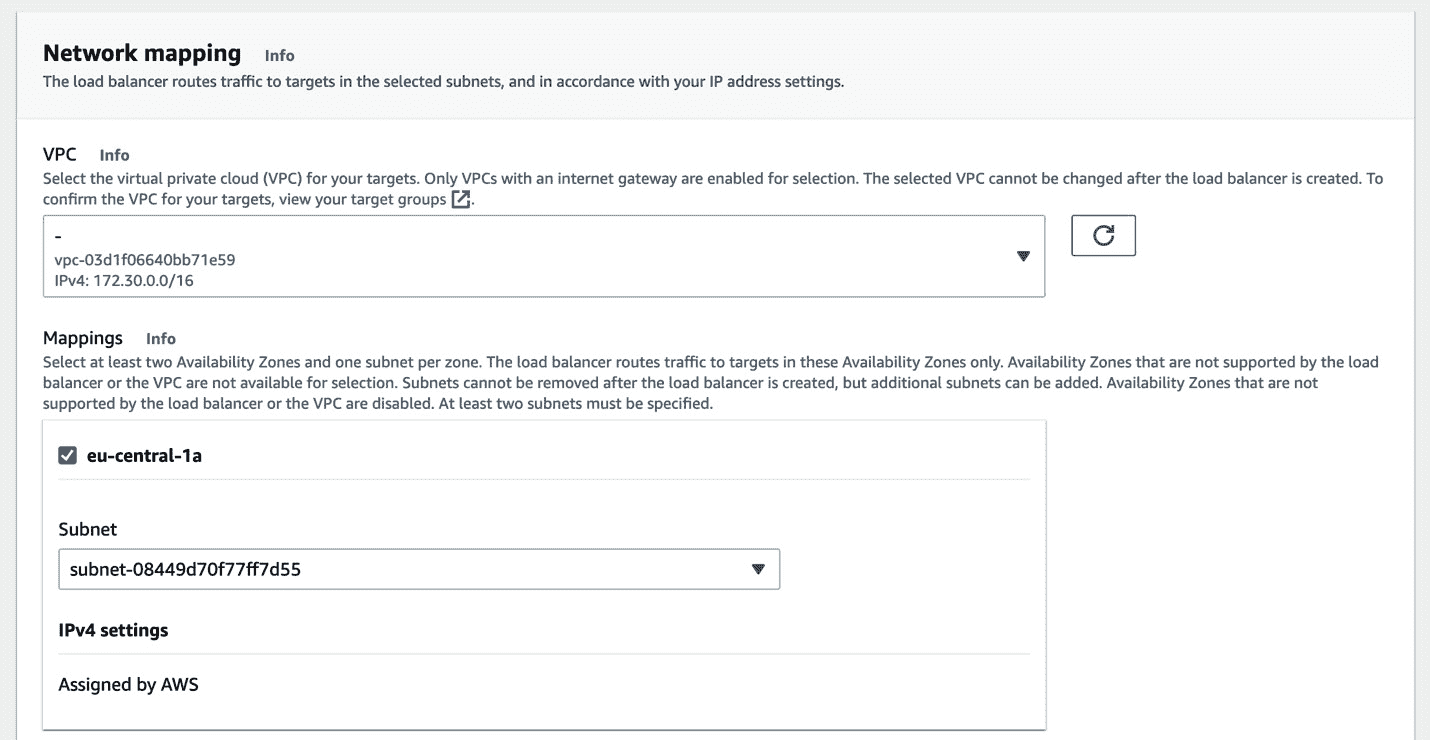 Network mapping Info
The load balancer routes traffic to targets in the selected subnets, and in accordance with your IP address settings.
VPC Info
Select the virtual private cloud (VPC) for your targets. Only VPCs with an internet gateway are enabled for selection. The selected VPC cannot be changed after the load balancer is created. To
confirm the VPC for your targets, view your target groups.
-
vpc-03d1f06640bb71e59
IPv4: 172.30.0.0/16
Mappings Info
Select at least two Availability Zones and one subnet per zone. The load balancer routes traffic to targets in these Availability Zones only. Availability Zones that are not supported by the load
balancer or the VPC are not available for selection. Subnets cannot be removed after the load balancer is created, but additional subnets can be added. Availability Zones that are not
supported by the load balancer or the VPC are disabled. At least two subnets must be specified.
eu-central-1a
Subnet
subnet-08449d70f77ff7d55
IPv4 settings
Assigned by AWS